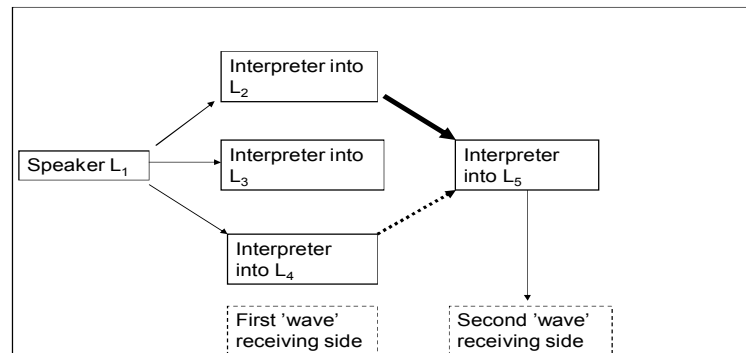 Interpreter into
L₂
Speaker L₁
Interpreter into
L₃
Interpreter
into L₅
Interpreter
into L₄
First 'wave'
receiving side
Second 'wave'
receiving side